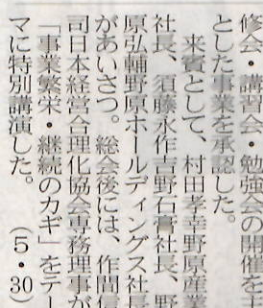 修会・講習会・勉強会の開催を主
とした事業を承認した。
来賓として、村田孝幸野原産業
社長、須藤永作吉野石膏社長、野
原弘輔野原ホールディングス社長
があいさつ。総会後には、作間信
司日本経営合理化協会専務理事が
「事業繁栄・継続のカギ」をテー
マに特別講演した。（5・30）